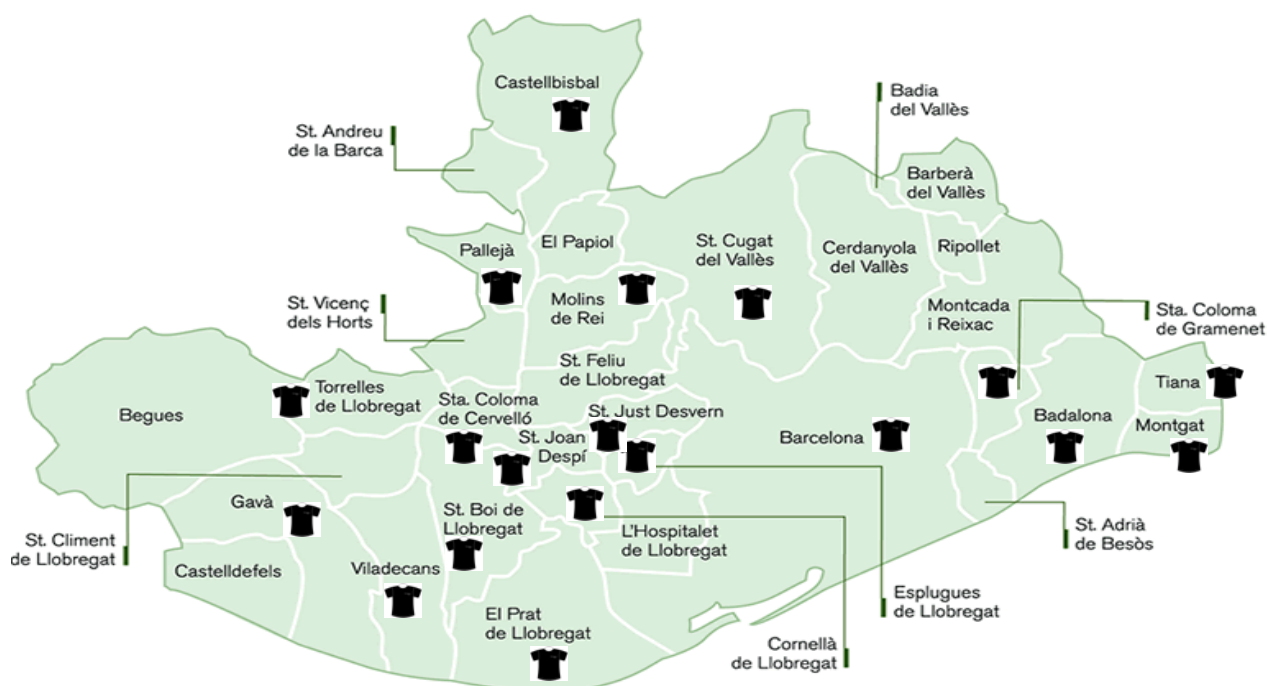 Castellbisbal
Badia
del Vallès
St. Andreu
de la Barca
Barberà
del Vallès
Pallejà
El Papiol
St. Cugat
del Vallès
Cerdanyola
del Vallès
Ripollet
St. Vicenç
dels Horts
Molins
de Rei
Montcada
i Reixac
Sta. Coloma
de Gramenet
St. Feliu
de Llobregat
Torrelles
de Llobregat
Tiana
Begues
Sta. Coloma
de Cervelló
St. Just Desvern
Barcelona
Badalona
Montgat
St. Joan
Despí
Gavà
St. Boi de
Llobregat
L'Hospitalet
de Llobregat
St. Adrià
de Besòs
St. Climent
de Llobregat
Castelldefels
Viladecans
Esplugues
de Llobregat
El Prat
de Llobregat
Cornellà
de Llobregat